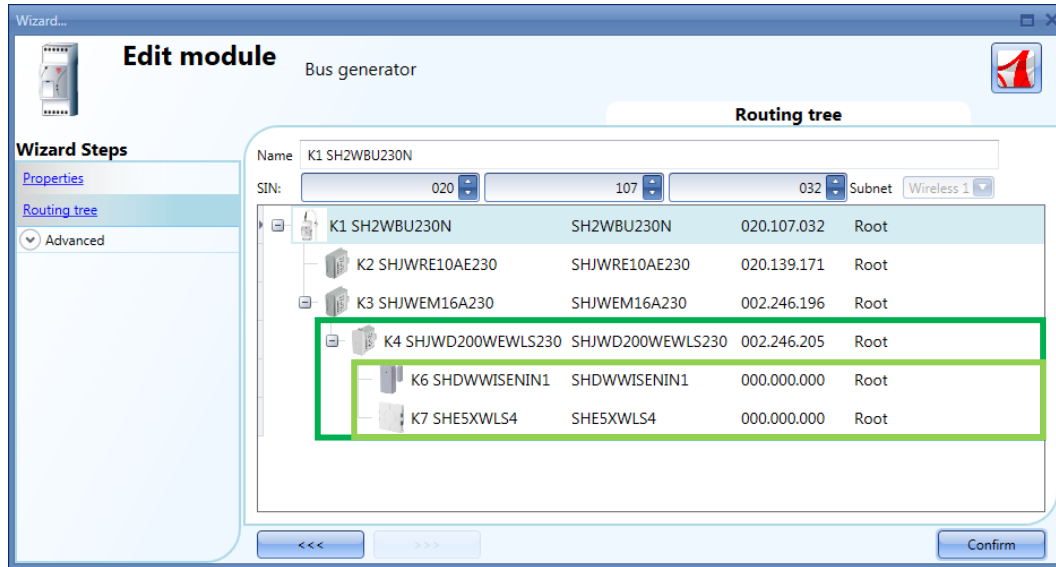 Wizard...
Edit module
Bus generator
Routing tree
Wizard Steps
Properties
Routing tree
Advanced
Name K1 SH2WBU230N
SIN: 020 107 032 Subnet Wireless 1
K1 SH2WBU230N SH2WBU230N 020.107.032 Root
K2 SHJWRE10AE230 SHJWRE10AE230 020.139.171 Root
K3 SHJWEM16A230 SHJWEM16A230 002.246.196 Root
K4 SHJWD200WEWLS230 SHJWD200WEWLS230 002.246.205 Root
K6 SHDWWISENIN1 SHDWWISENIN1 000.000.000 Root
K7 SHE5XWLS4 SHE5XWLS4 000.000.000 Root
<<< >>> Confirm